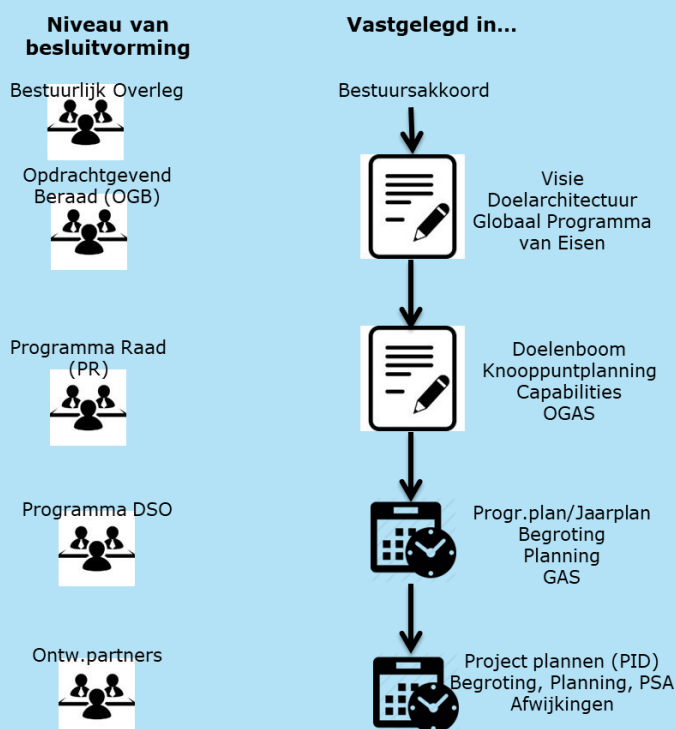 Niveau van
besluitvorming
Vastgelegd in...
Bestuurlijk Overleg
Bestuursakkoord
Opdrachtgevend
Beraad (OGB)
Visie
Doelarchitectuur
Globaal Programma
van Eisen
Programma Raad
(PR)
Doelenboom
Knooppuntplanning
Capabilities
OGAS
Programma DSO
Progr.plan/Jaarplan
Begroting
Planning
GAS
Ontw.partners
Project plannen (PID)
Begroting, Planning, PSA
Afwijkingen